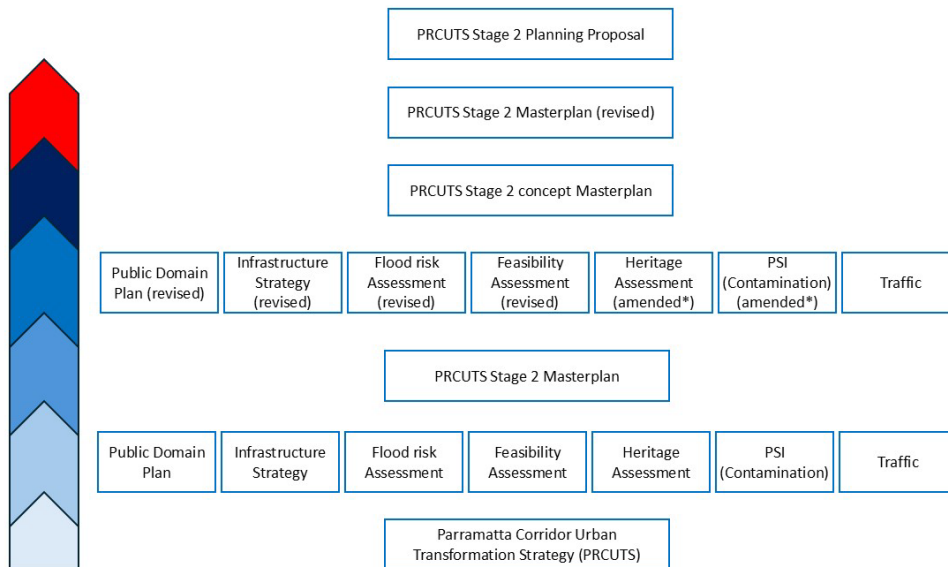 PRCUTS Stage 2 Planning Proposal
PRCUTS Stage 2 Masterplan (revised)
PRCUTS Stage 2 concept Masterplan
Public Domain
Plan (revised)
Infrastructure
Strategy
(revised)
Flood risk
Assessment
(revised)
Feasibility
Assessment
(revised)
Heritage
Assessment
(amended*)
PSI
(Contamination)
(amended*)
Traffic
PRCUTS Stage 2 Masterplan
Public Domain
Plan
Infrastructure
Strategy
Flood risk
Assessment
Feasibility
Assessment
Heritage
Assessment
PSI
(Contamination)
Traffic
Parramatta Corridor Urban
Transformation Strategy (PRCUTS)